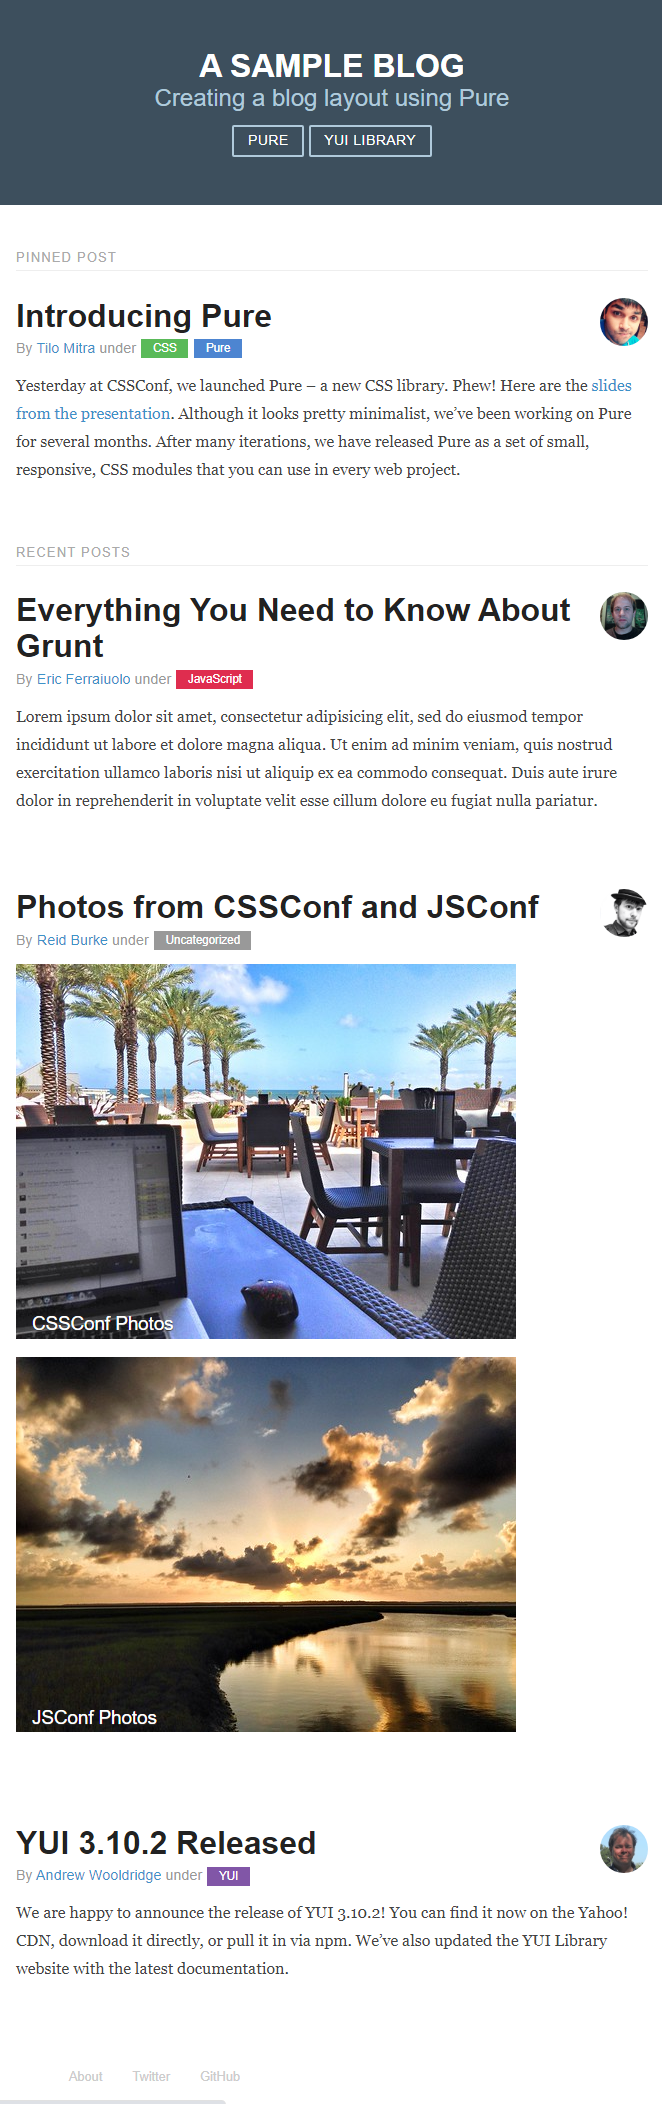 A SAMPLE BLOG
Creating a blog layout using Pure
PURE YUI LIBRARY
PINNED POST
Introducing Pure
By Tilo Mitra under CSS Pure
Yesterday at CSSConf, we launched Pure – a new CSS library. Phew! Here are the slides
from the presentation. Although it looks pretty minimalist, we’ve been working on Pure
for several months. After many iterations, we have released Pure as a set of small,
responsive, CSS modules that you can use in every web project.
RECENT POSTS
Everything You Need to Know About
Grunt
By Eric Ferraiuolo under JavaScript
Lorem ipsum dolor sit amet, consectetur adipisicing elit, sed do eiusmod tempor
incididunt ut labore et dolore magna aliqua. Ut enim ad minim veniam, quis nostrud
exercitation ullamco laboris nisi ut aliquip ex ea commodo consequat. Duis aute irure
dolor in reprehenderit in voluptate velit esse cillum dolore eu fugiat nulla pariatur.
Photos from CSSConf and JSConf
By Reid Burke under Uncategorized
CSSConf Photos
JSConf Photos
YUI 3.10.2 Released
By Andrew Wooldridge under YUI
We are happy to announce the release of YUI 3.10.2! You can find it now on the Yahoo!
CDN, download it directly, or pull it in via npm. We’ve also updated the YUI Library
website with the latest documentation.
About Twitter GitHub